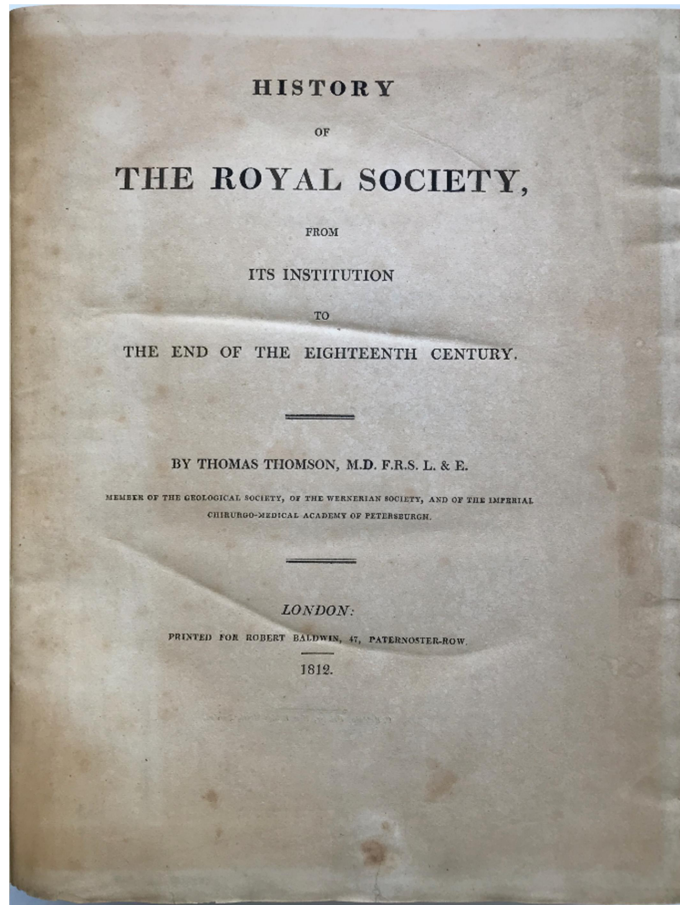 HISTORY
OF
THE ROYAL SOCIETY,
FROM
ITS INSTITUTION
TO
THE END OF THE EIGHTEENTH CENTURY.
BY THOMAS THOMSON, M.D. F.R.S. L. & E.
MEMBER OF THE GEOLOGICAL SOCIETY, OF THE WERNERIAN SOCIETY, AND OF THE IMPERIAL
CHIRURGO-MEDICAL ACADEMY OF PETERSBURGH.
LONDON:
PRINTED FOR ROBERT BALDWIN, 47, PATERNOSTER-ROW.
1812.